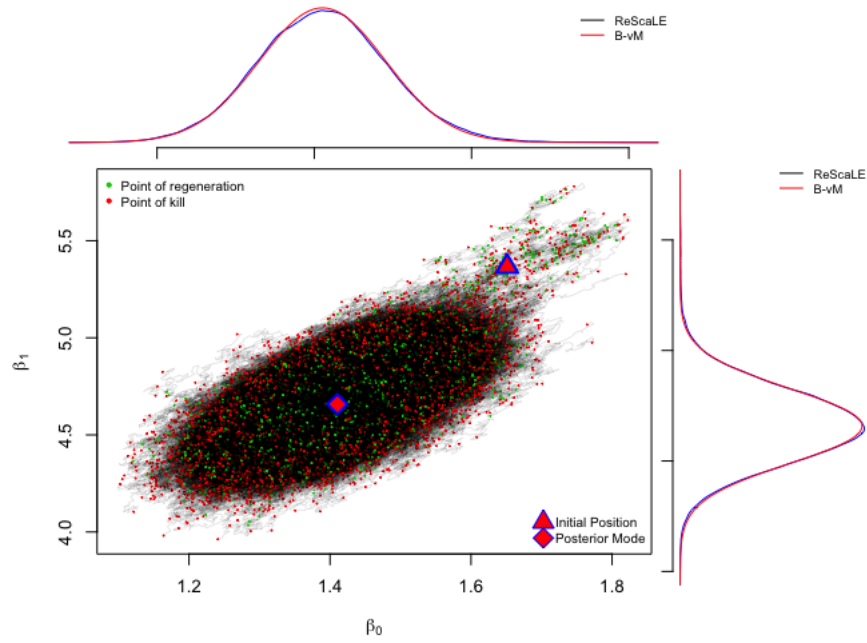 ReScaLE
B-vM
ReScaLE
B-vM
Point of regeneration
Point of kill
5.5
5.0
4.5
4.0
β1
Initial Position
Posterior Mode
1.2
1.4
1.6
1.8
β0